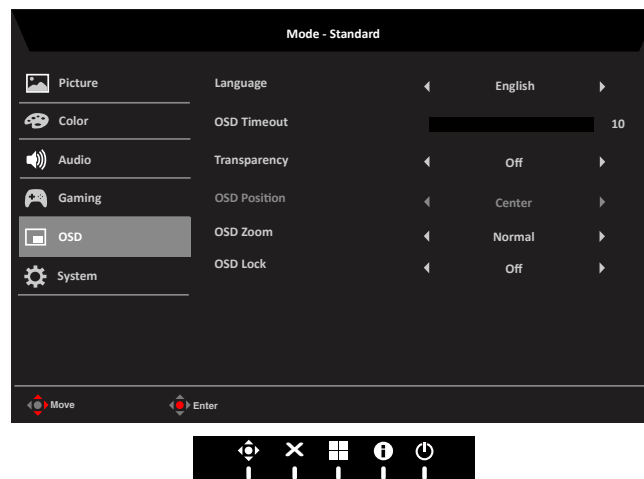 Mode - Standard
Picture
Language English
Color
OSD Timeout 10
Audio
Transparency Off
Gaming
OSD Position Center
OSD
OSD Zoom Normal
System
OSD Lock Off
Move Enter